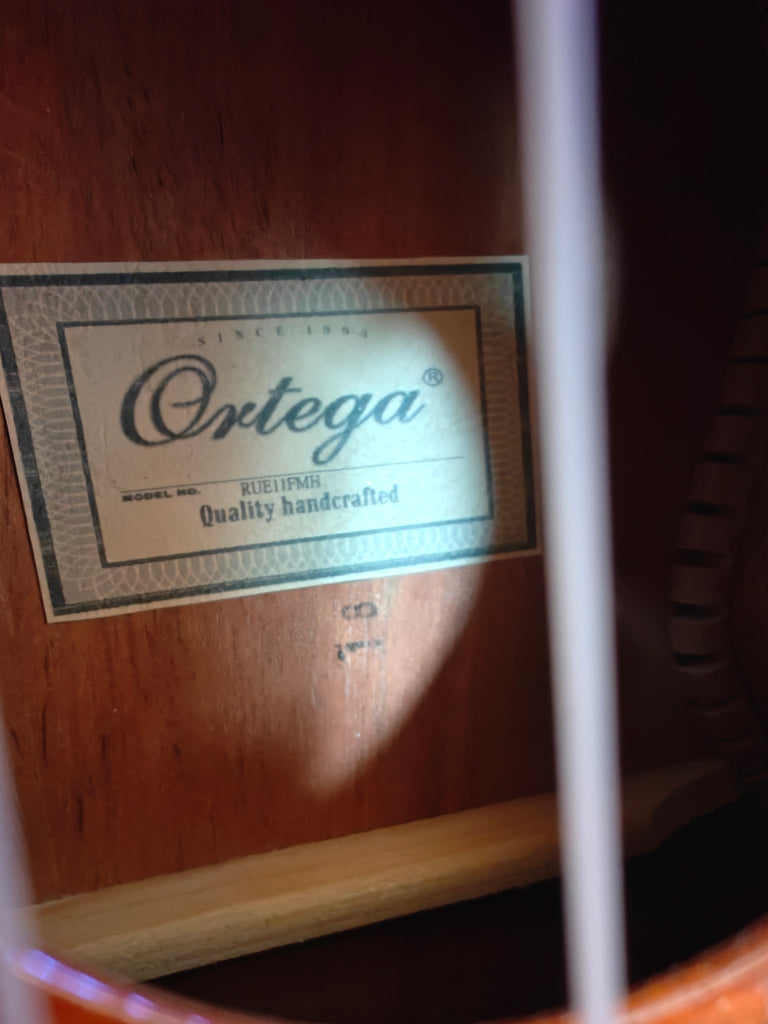 SINCE 1994
Ortega®
MODEL NO. RUE11FMH
Quality handcrafted